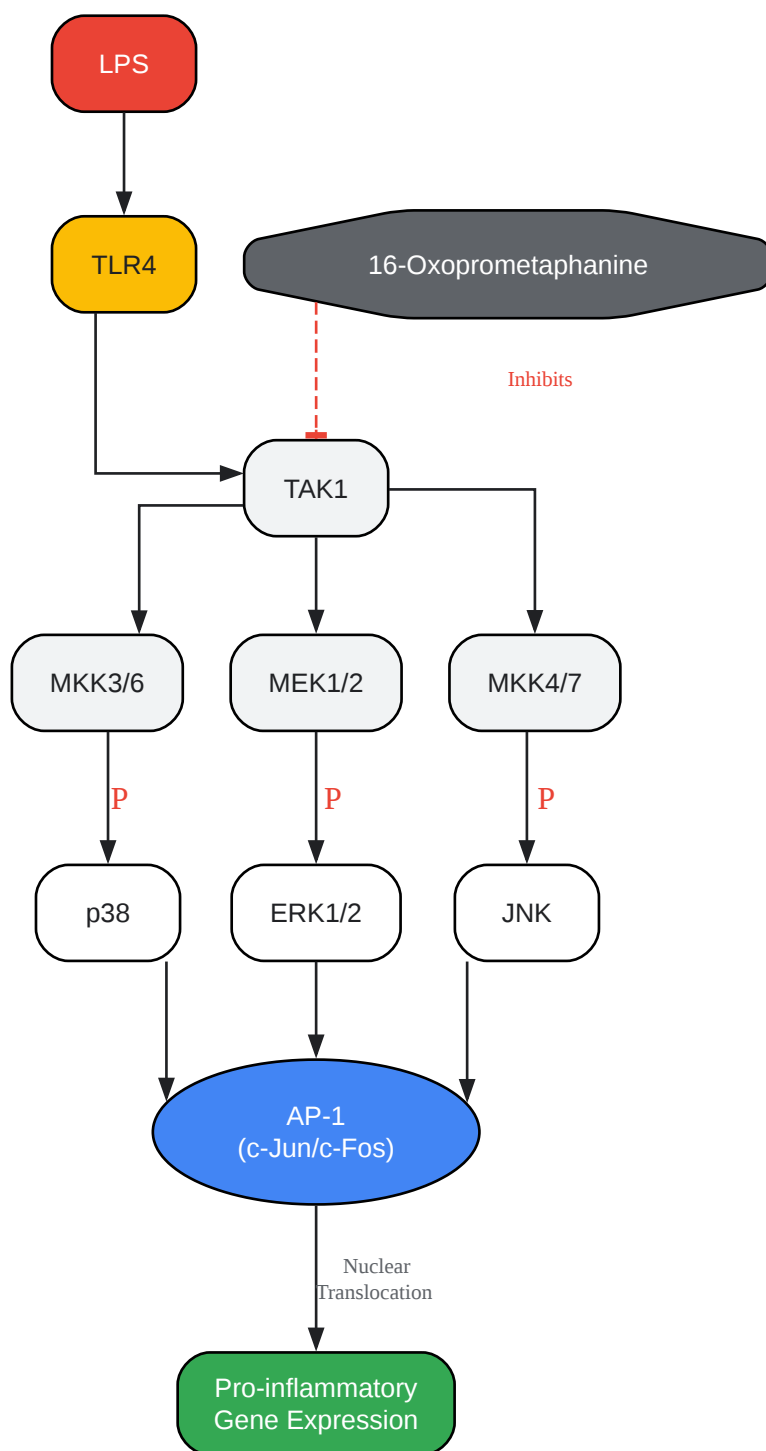 LPS
TLR4
16-Oxoprometaphanine
Inhibits
TAK1
MKK3/6
MEK1/2
MKK4/7
P
P
P
p38
ERK1/2
JNK
AP-1
(c-Jun/c-Fos)
Nuclear
Translocation
Pro-inflammatory
Gene Expression